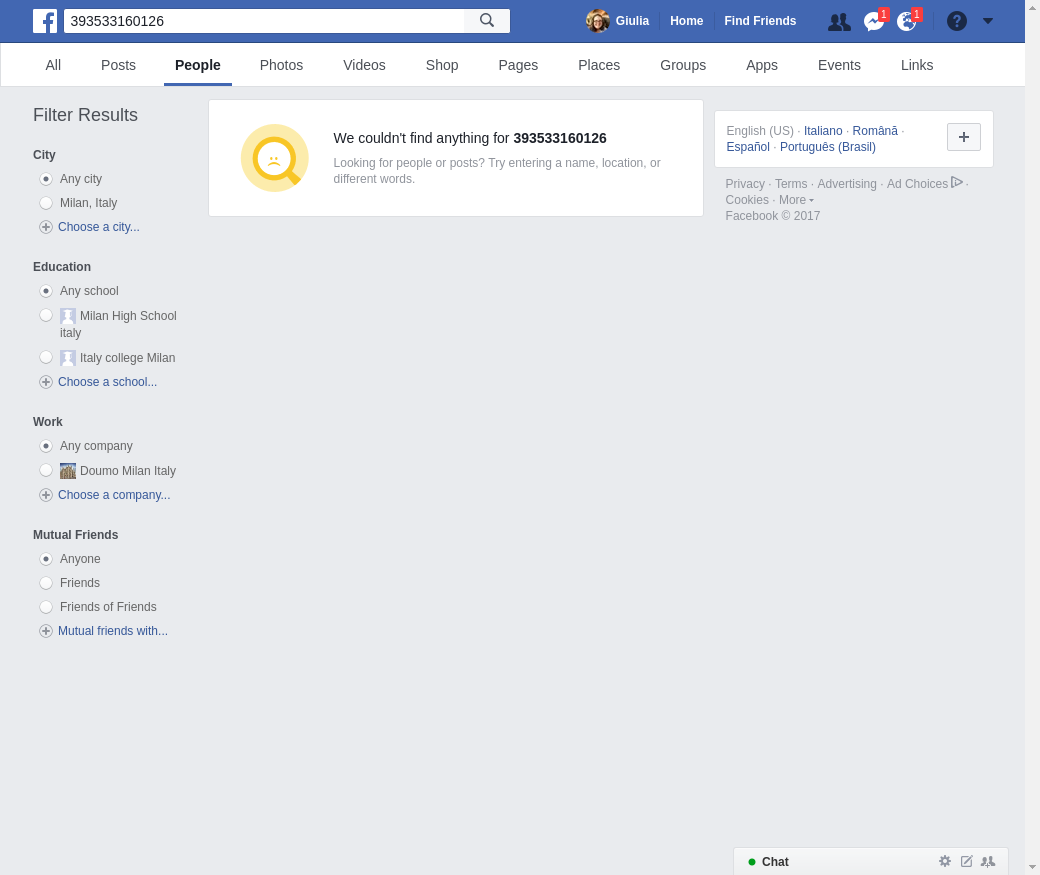 393533160126
Giulia Home Find Friends 1 1
All Posts People Photos Videos Shop Pages Places Groups Apps Events Links
Filter Results
City
Any city
Milan, Italy
Choose a city...
Education
Any school
Milan High School
italy
Italy college Milan
Choose a school...
Work
Any company
Doumo Milan Italy
Choose a company...
Mutual Friends
Anyone
Friends
Friends of Friends
Mutual friends with...
We couldn't find anything for 393533160126
Looking for people or posts? Try entering a name, location, or
different words.
English (US) · Italiano · Română ·
Español · Português (Brasil)
Privacy · Terms · Advertising · Ad Choices ·
Cookies · More
Facebook © 2017
Chat